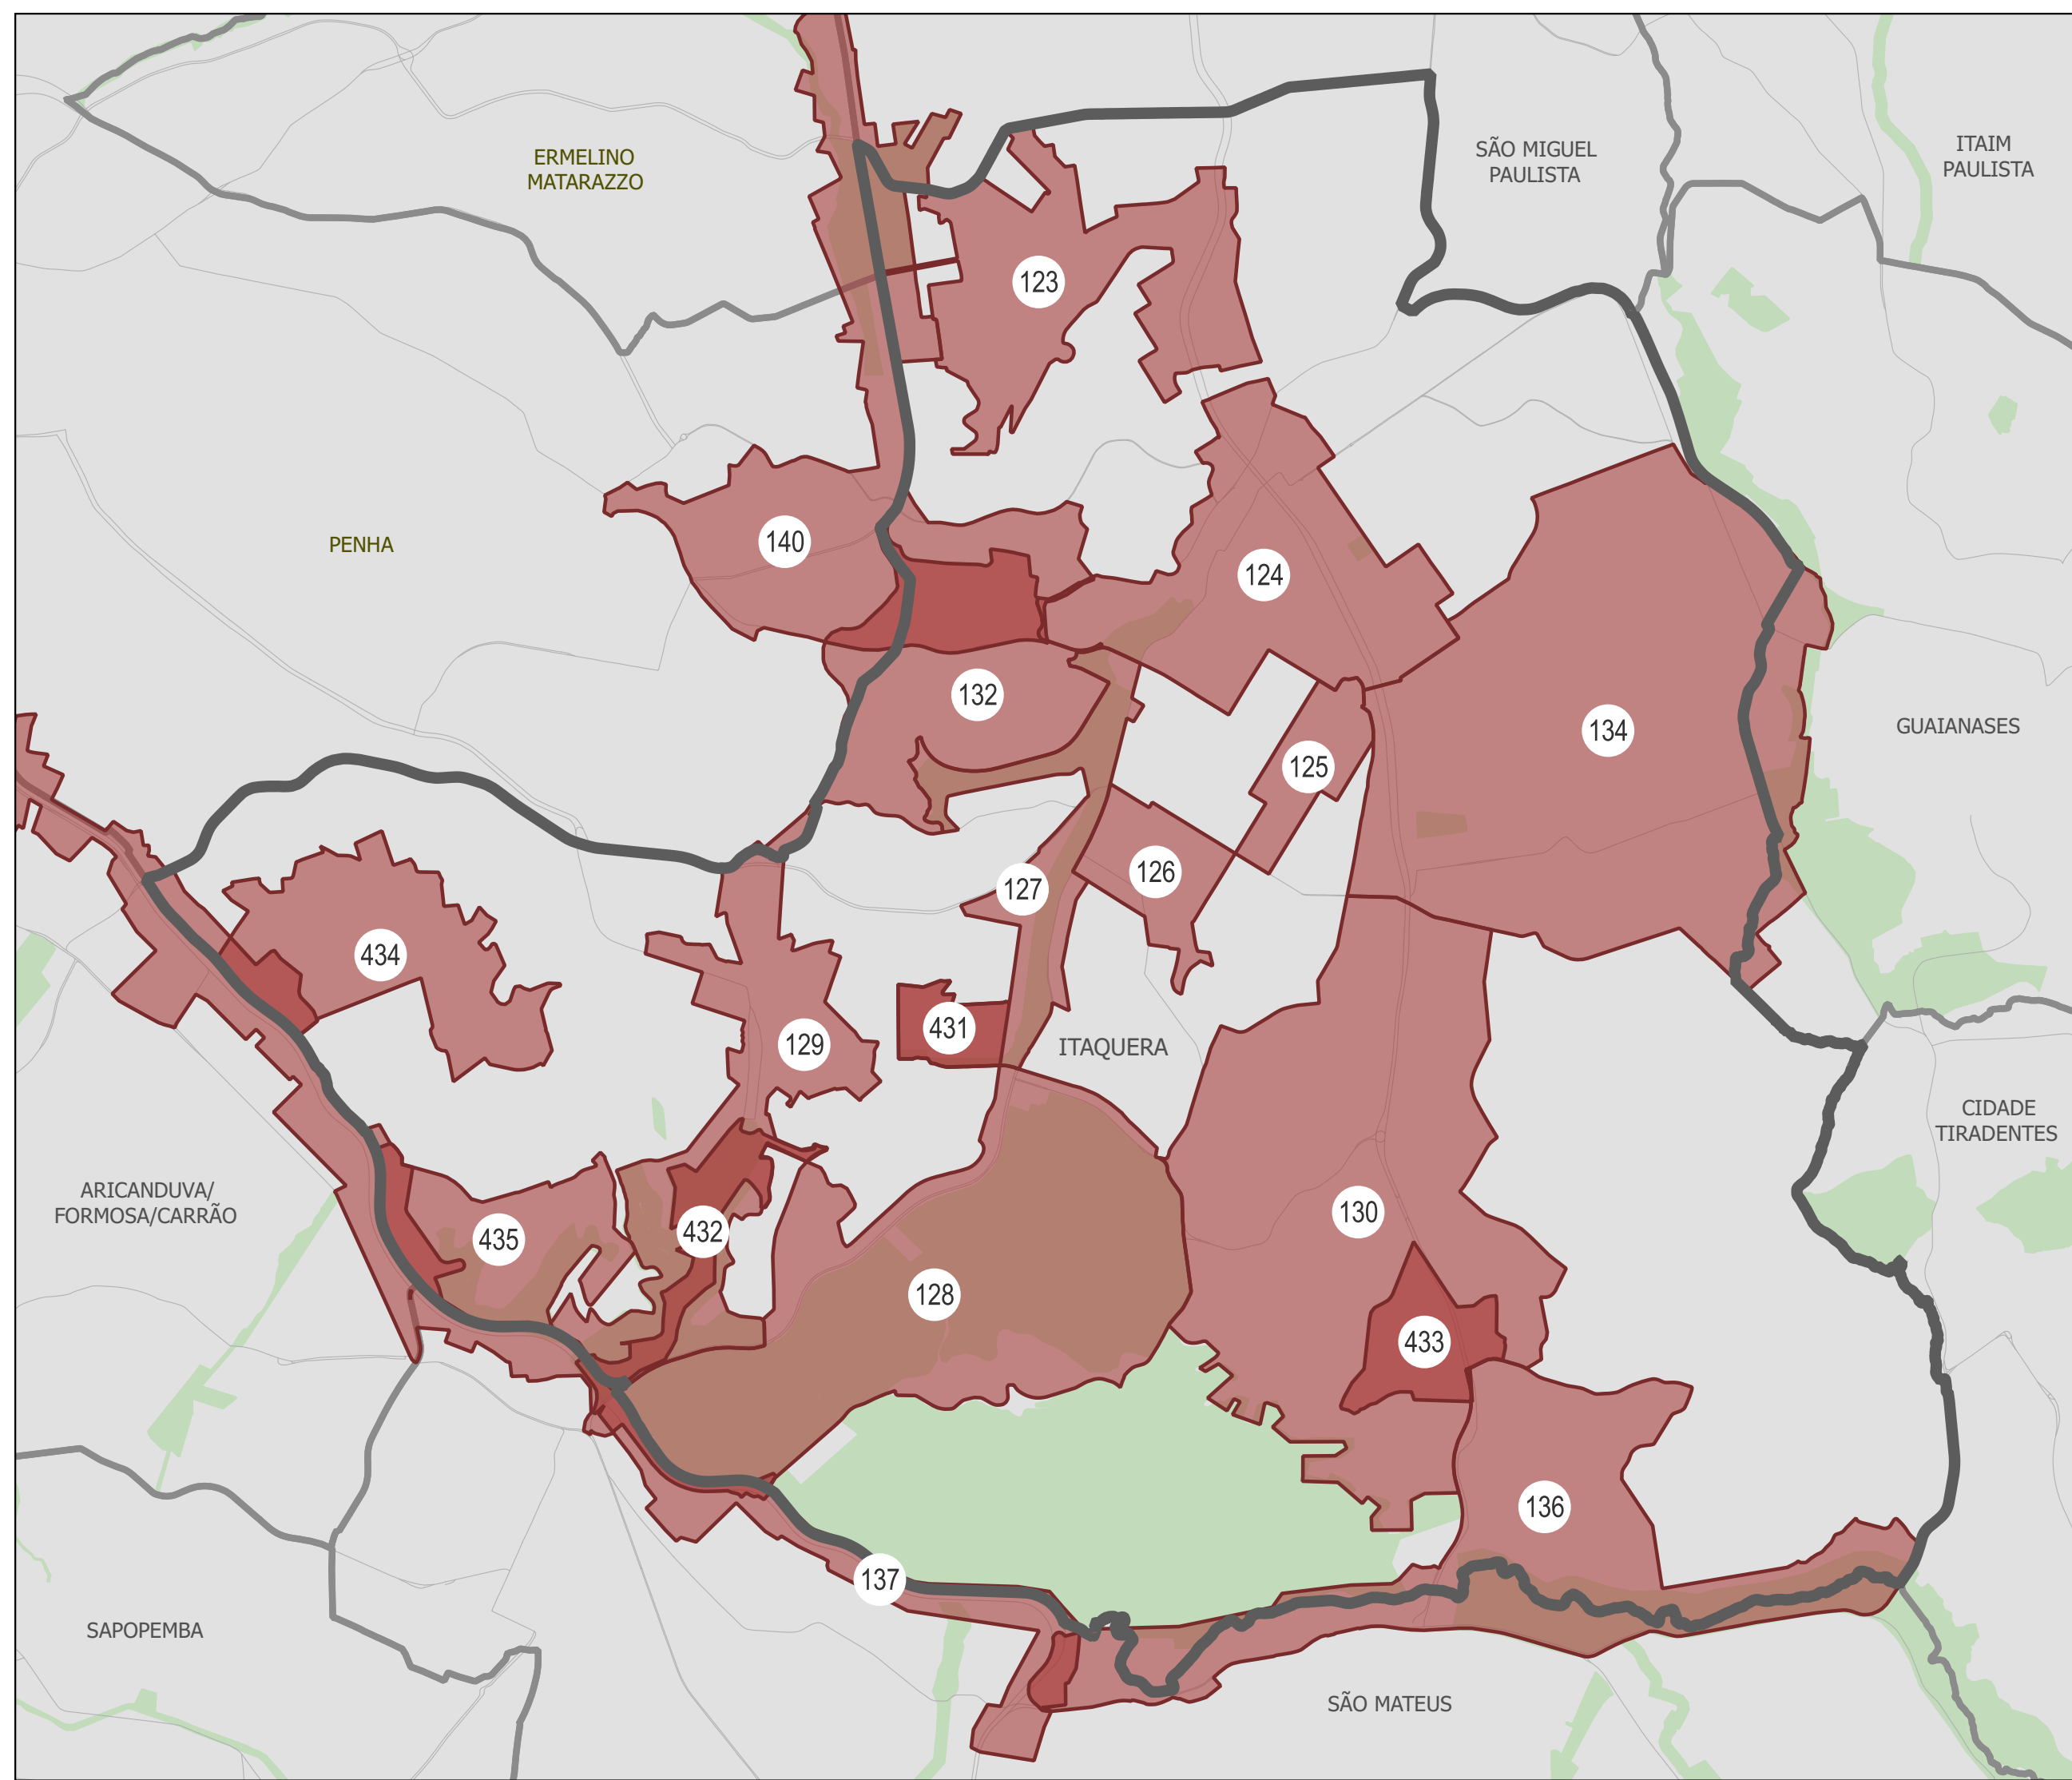 ERMELINO
MATARAZZO
SÃO MIGUEL
PAULISTA
ITAIM
PAULISTA
123
PENHA
140
124
132
134
GUAIANASES
125
126
127
434
431
129
ITAQUERA
CIDADE
TIRADENTES
ARICANDUVA/
FORMOSA/CARRÃO
435
432
130
128
433
136
137
SAPOPEMBA
SÃO MATEUS